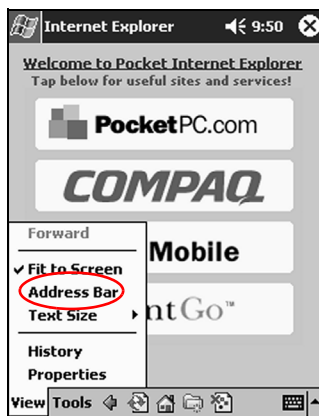 Internet Explorer 9:50
Welcome to Pocket Internet Explorer
Tap below for useful sites and services!
PocketPC.com
COMPAQ
Mobile
ntGo™
Forward
Fit to Screen
Address Bar
Text Size
History
Properties
View Tools